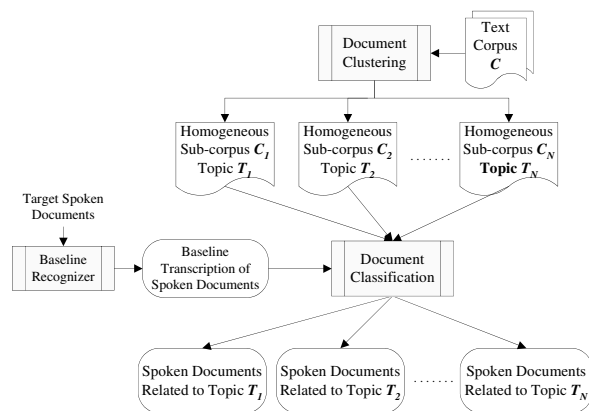 Document
Clustering
Text
Corpus
C
Homogeneous
Sub-corpus C1
Topic T1
Homogeneous
Sub-corpus C2
Topic T2
........
Homogeneous
Sub-corpus CN
Topic TN
Target Spoken
Documents
Baseline
Recognizer
Baseline
Transcription of
Spoken Documents
Document
Classification
Spoken Documents
Related to Topic T1
Spoken Documents
Related to Topic T2
........
Spoken Documents
Related to Topic TN